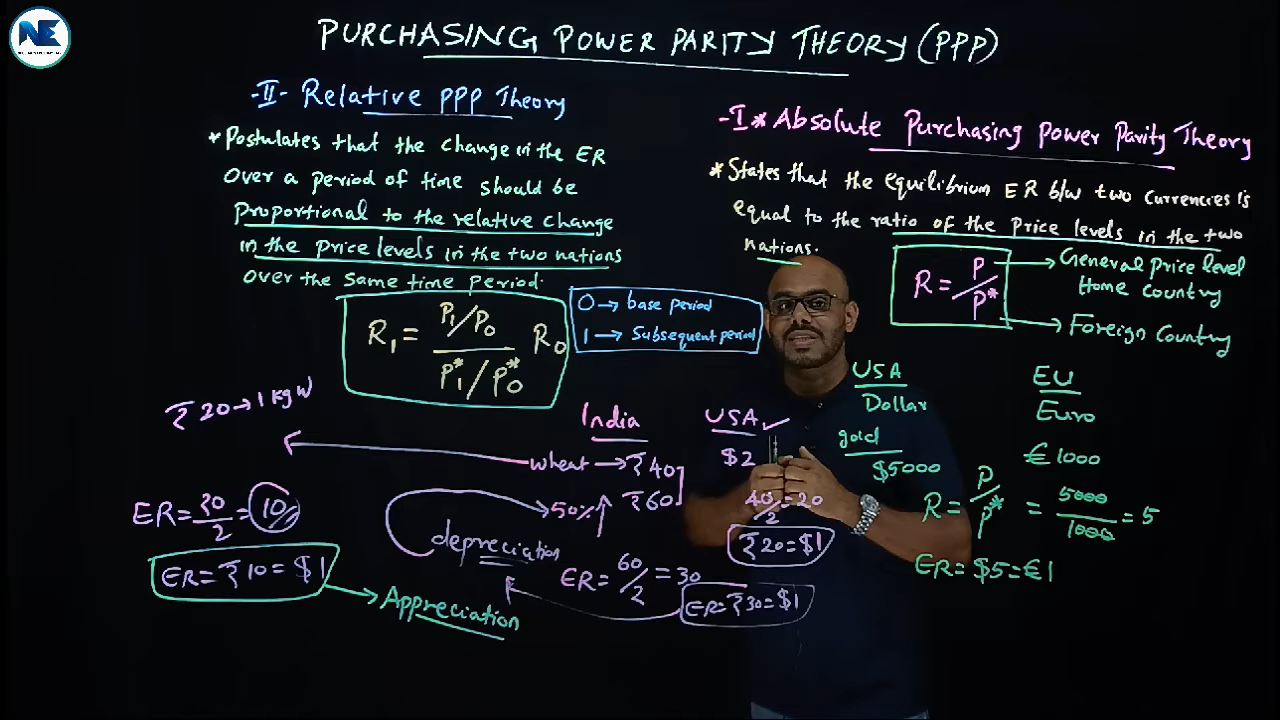 NE
PURCHASING POWER PARITY THEORY (PPP)
-II- Relative PPP Theory
* Postulates that the change in the ER
Over a period of time should be
proportional to the relative change
in the price levels in the two nations
over the same time period.
R₁ = P₁/P₀ / P₁*/P₀* R₀
0 → base period
1 → Subsequent period
-I * Absolute Purchasing power Parity Theory
* States that the equilibrium ER b/w two currencies is
equal to the ratio of the price levels in the two
nations.
R = P/P*
General price level
Home country
Foreign Country
₹20 → 1 kg W
India
USA ✓
wheat → ₹40
$2
50% ↑ ₹60
40/2 = 20
₹20 = $1
depreciation
ER = 60/2 = 30
ER = ₹30 = $1
ER = 20/2 = 10
ER = ₹10 = $1
Appreciation
USA
Dollar
EU
Euro
gold
$5000
€1000
R = P/P* = 5000/1000 = 5
ER = $5 = €1